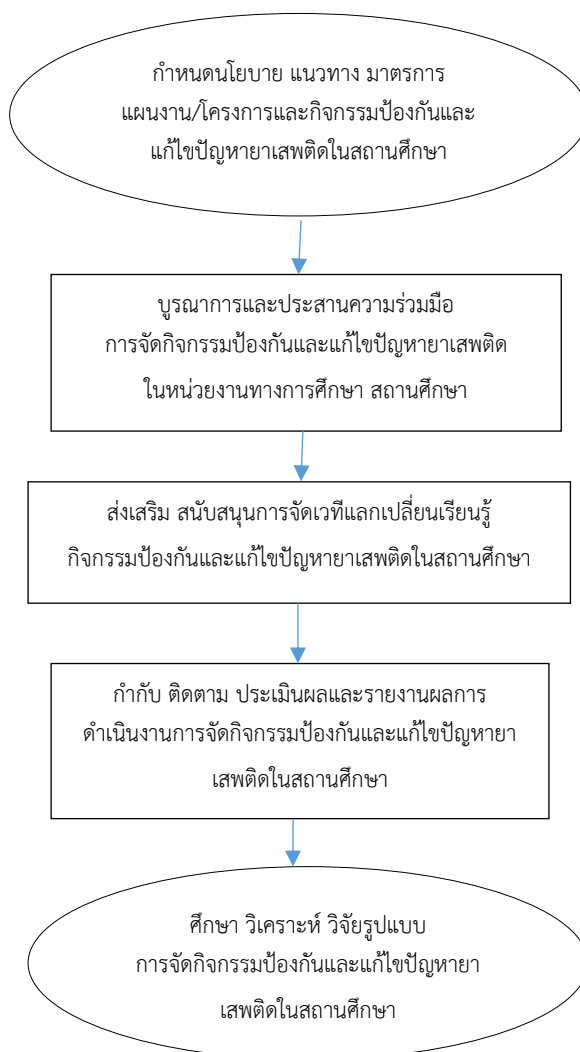 กำหนดนโยบาย แนวทาง มาตรการ
แผนงาน/โครงการและกิจกรรมป้องกันและ
แก้ไขปัญหายาเสพติดในสถานศึกษา
บูรณาการและประสานความร่วมมือ
การจัดกิจกรรมป้องกันและแก้ไขปัญหายาเสพติด
ในหน่วยงานทางการศึกษา สถานศึกษา
ส่งเสริม สนับสนุนการจัดเวทีแลกเปลี่ยนเรียนรู้
กิจกรรมป้องกันและแก้ไขปัญหายาเสพติดในสถานศึกษา
กำกับ ติดตาม ประเมินผลและรายงานผลการ
ดำเนินงานการจัดกิจกรรมป้องกันและแก้ไขปัญหายา
เสพติดในสถานศึกษา
ศึกษา วิเคราะห์ วิจัยรูปแบบ
การจัดกิจกรรมป้องกันและแก้ไขปัญหายา
เสพติดในสถานศึกษา